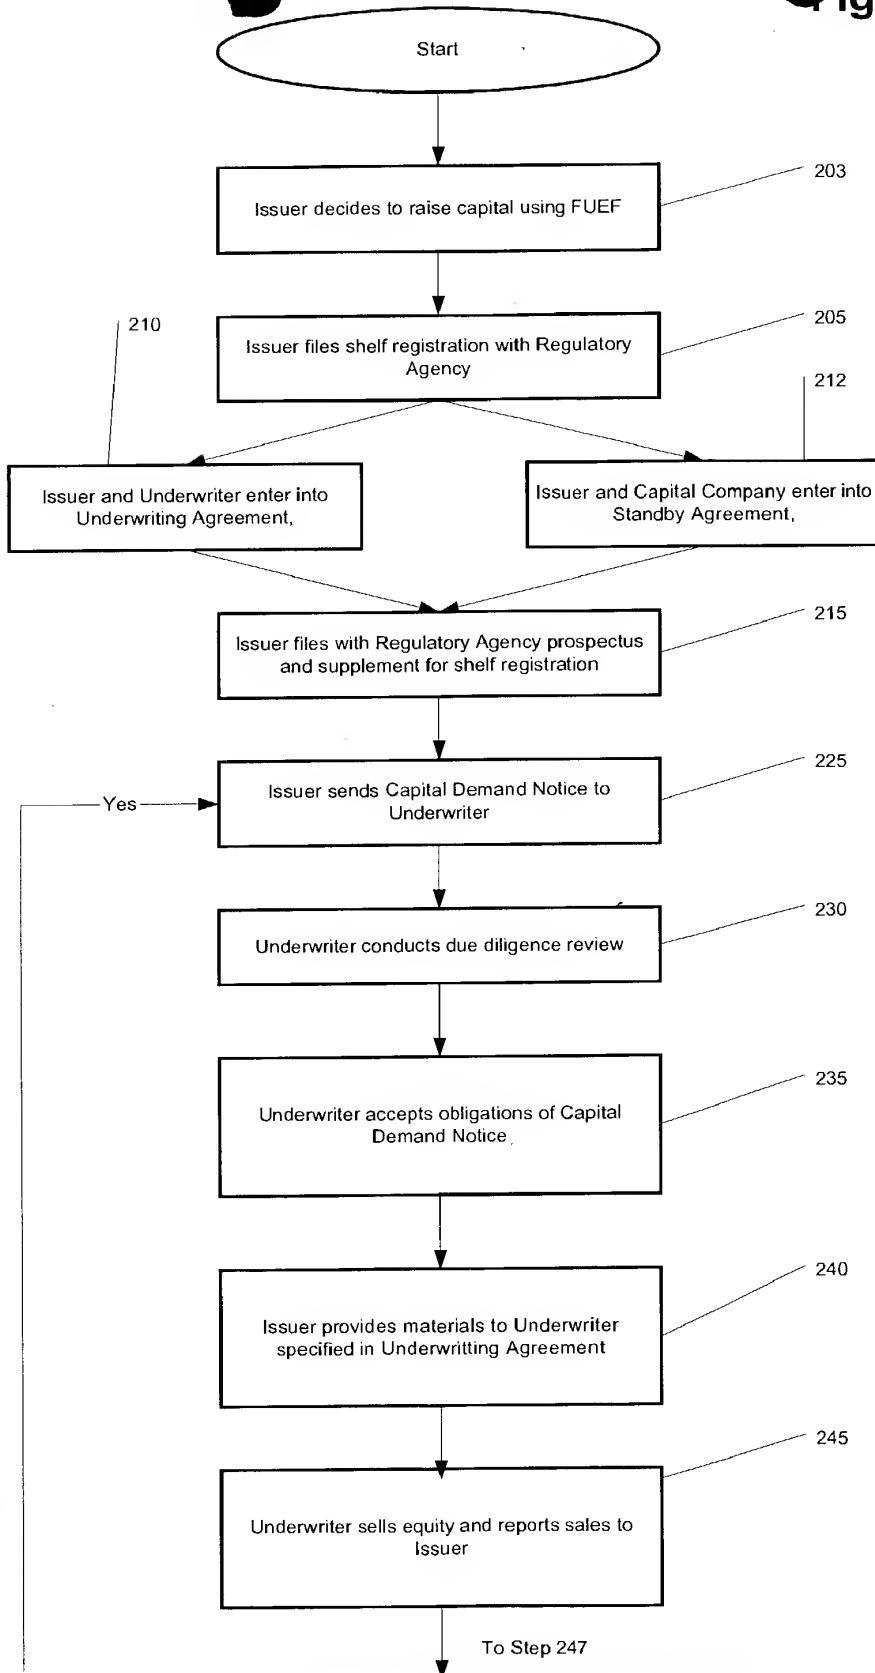 Fig
Start
203
Issuer decides to raise capital using FUEF
205
Issuer files shelf registration with Regulatory
Agency
210
212
Issuer and Underwriter enter into
Underwriting Agreement,
Issuer and Capital Company enter into
Standby Agreement,
215
Issuer files with Regulatory Agency prospectus
and supplement for shelf registration
225
Issuer sends Capital Demand Notice to
Underwriter
Yes
230
Underwriter conducts due diligence review
235
Underwriter accepts obligations of Capital
Demand Notice
240
Issuer provides materials to Underwriter
specified in Underwritting Agreement
245
Underwriter sells equity and reports sales to
Issuer
To Step 247